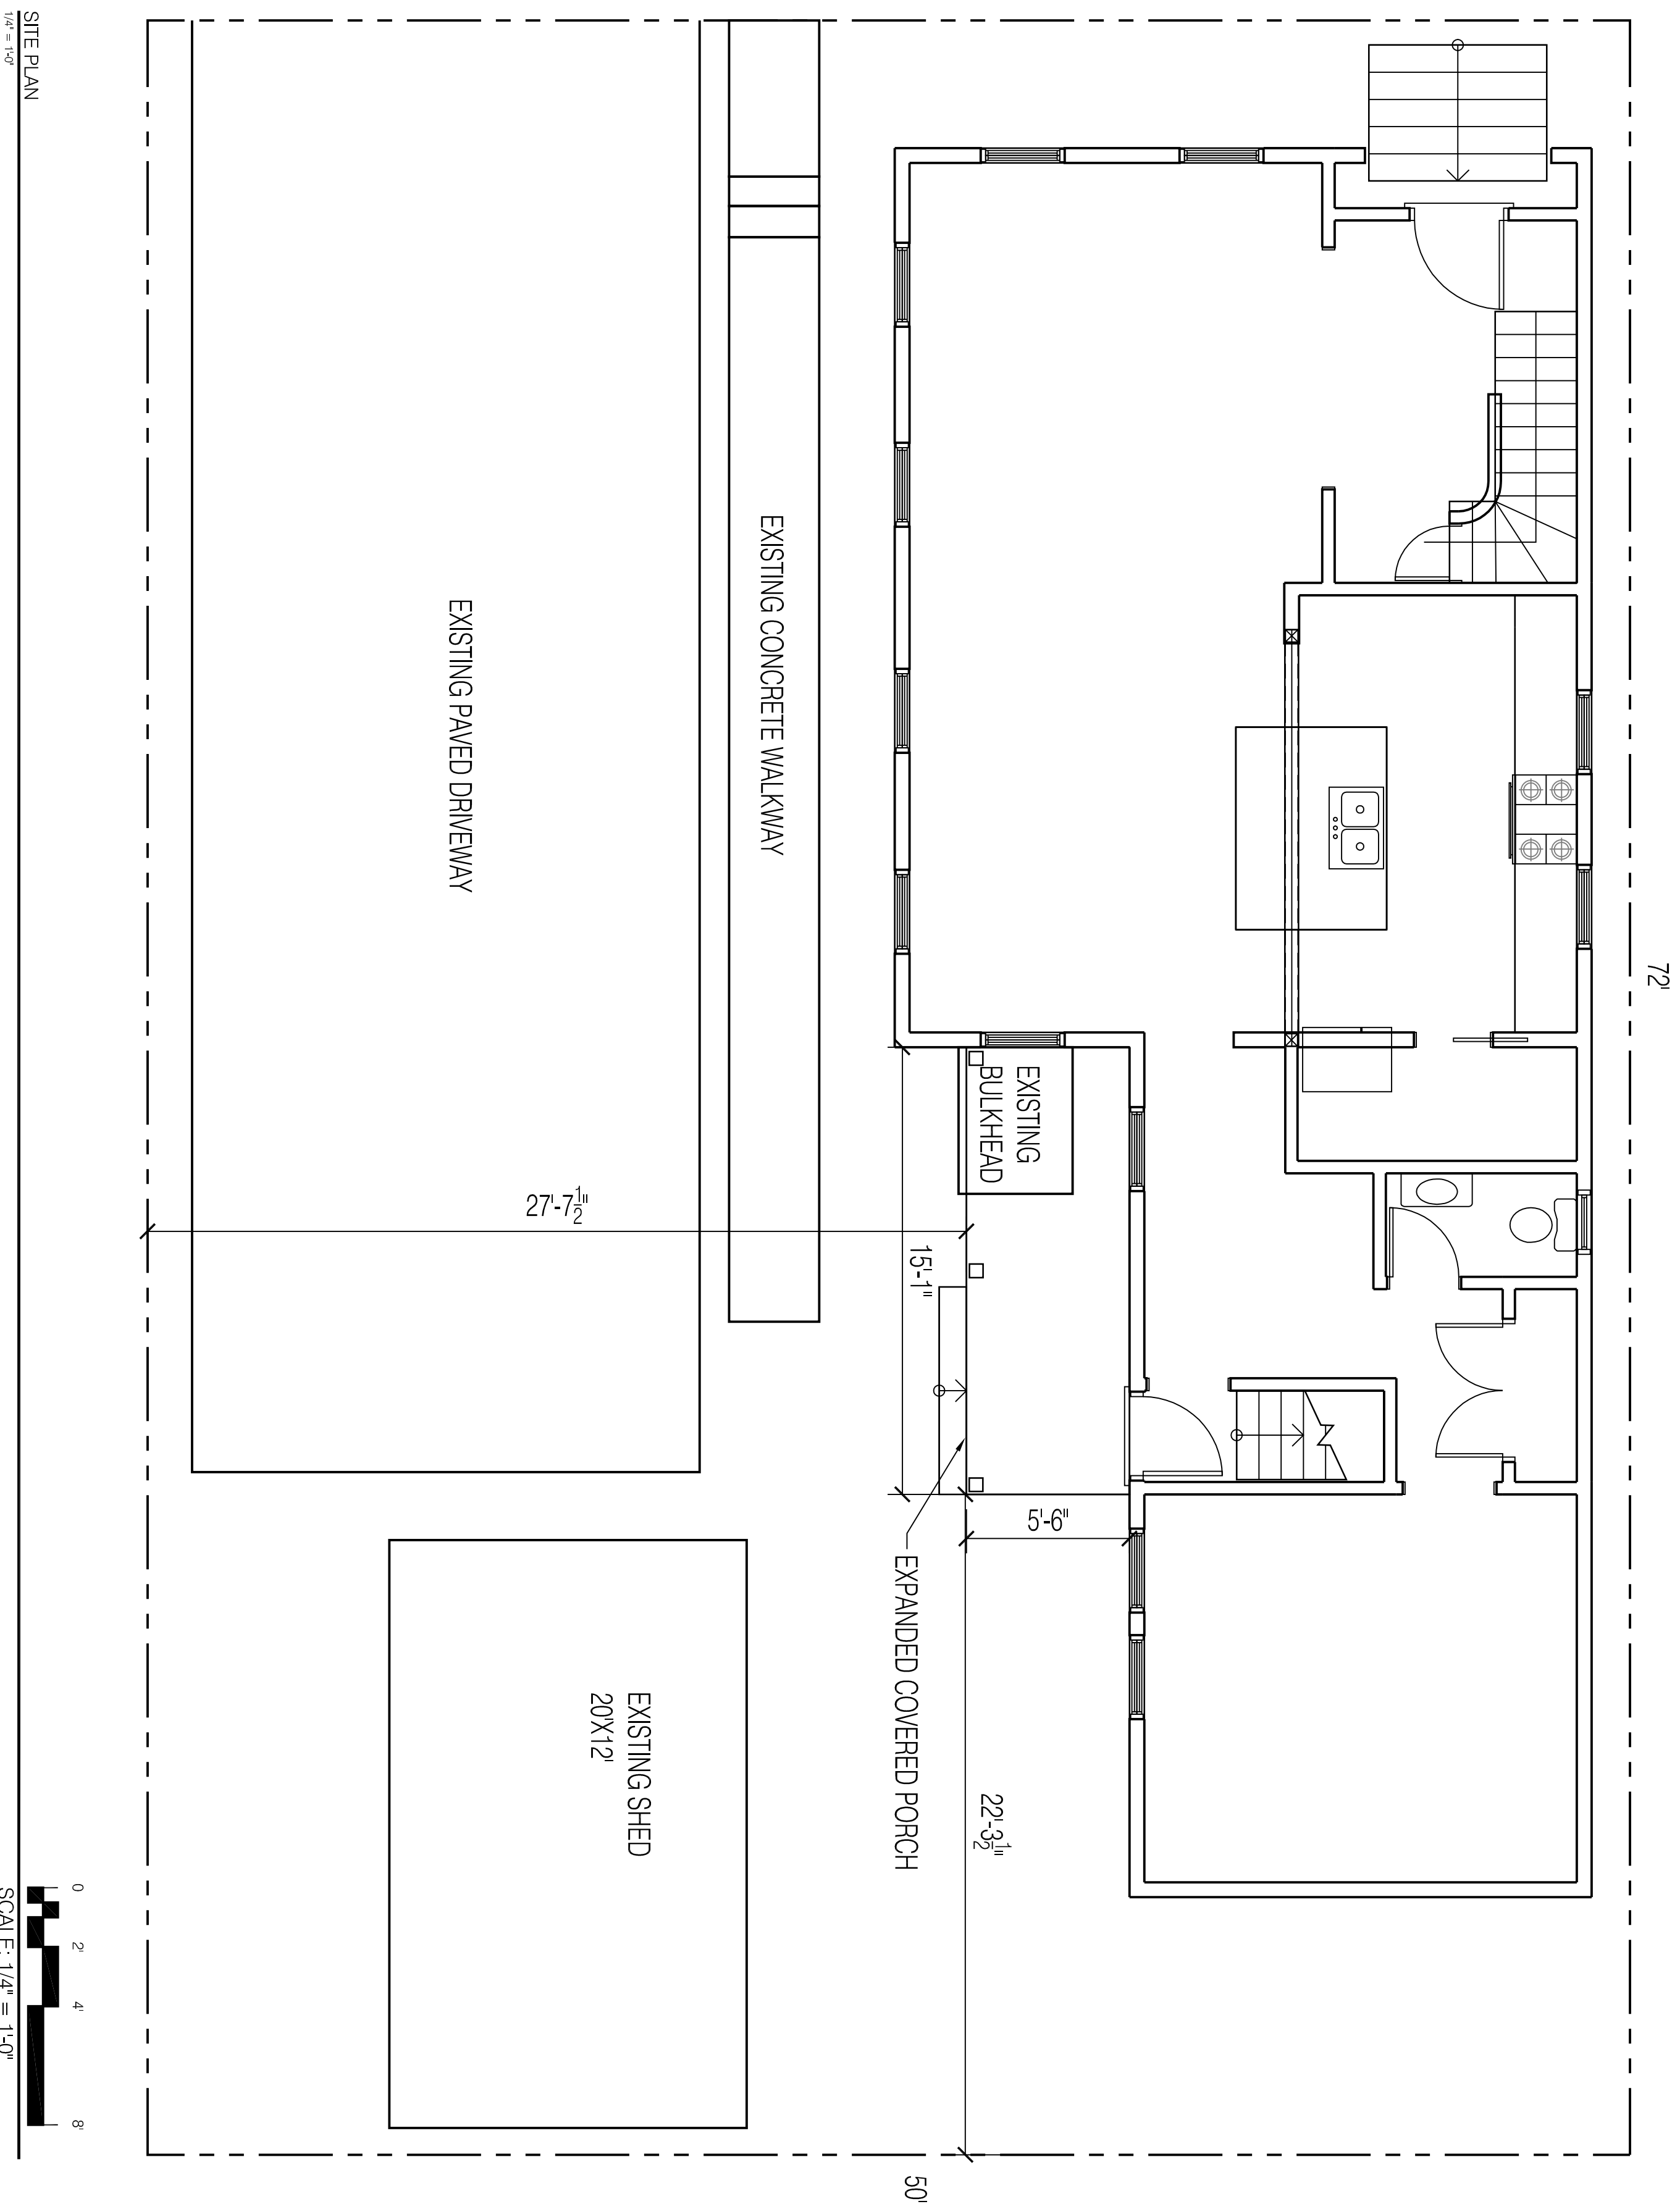 SITE PLAN
1/4" = 1'-0"
72'
EXISTING CONCRETE WALKWAY
EXISTING PAVED DRIVEWAY
EXISTING
BULKHEAD
27'-7 1/2"
15'-1"
5'-6"
EXPANDED COVERED PORCH
22'-3 1/2"
EXISTING SHED
20'X12'
0 2' 4' 8'
SCALE: 1/4" = 1'-0"
50'